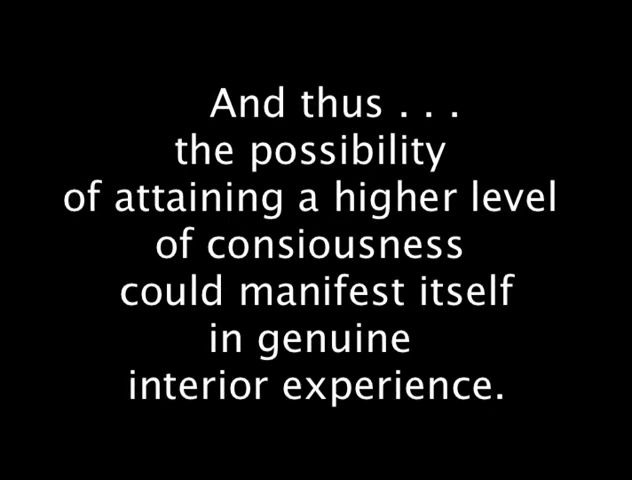 And thus . . .
the possibility
of attaining a higher level
of consiousness
could manifest itself
in genuine
interior experience.